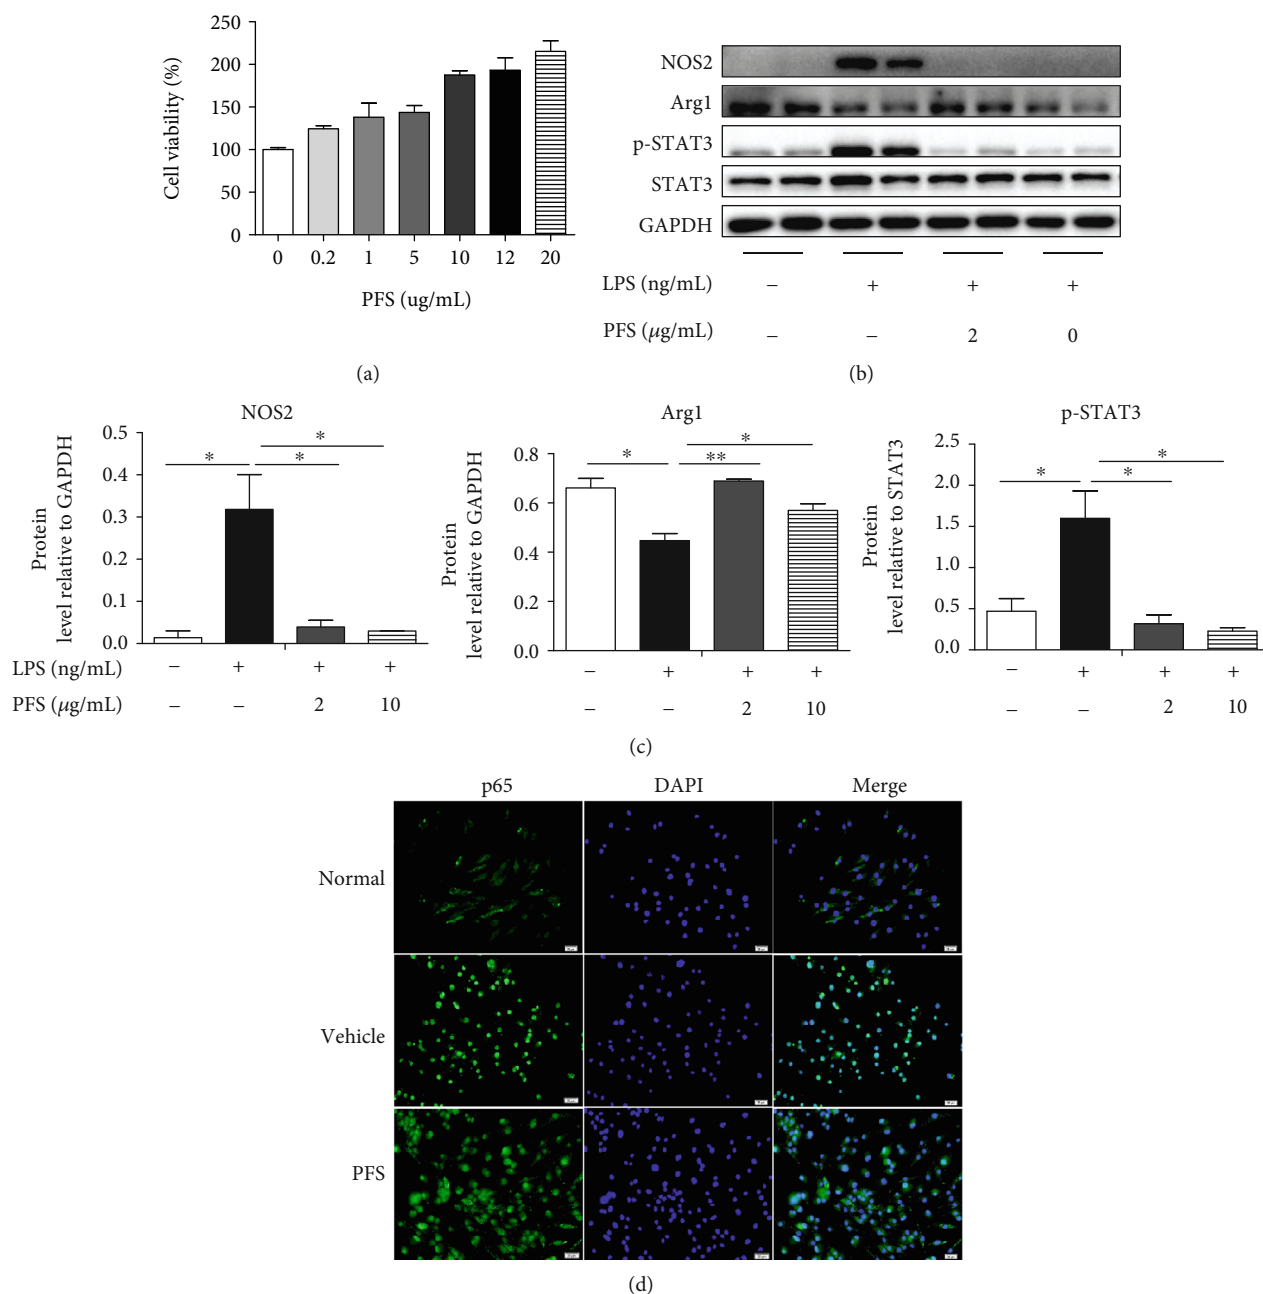 250
200
150
100
50
0
Cell viability (%)
0 0.2 1 5 10 12 20
PFS (ug/mL)
(a)
NOS2
Arg1
p-STAT3
STAT3
GAPDH
LPS (ng/mL) – + + +
PFS (μg/mL) – – 2 0
(b)
NOS2
0.5
0.4
0.3
0.2
0.1
0.0
Protein
level relative to GAPDH
* * *
LPS (ng/mL) – + + +
PFS (μg/mL) – – 2 10
Arg1
0.8
0.6
0.4
0.2
0.0
Protein
level relative to GAPDH
* ** *
– + + +
– – 2 10
p-STAT3
2.5
2.0
1.5
1.0
0.5
0.0
Protein
level relative to STAT3
* * *
– + + +
– – 2 10
(c)
p65 DAPI Merge
Normal
Vehicle
PFS
(d)